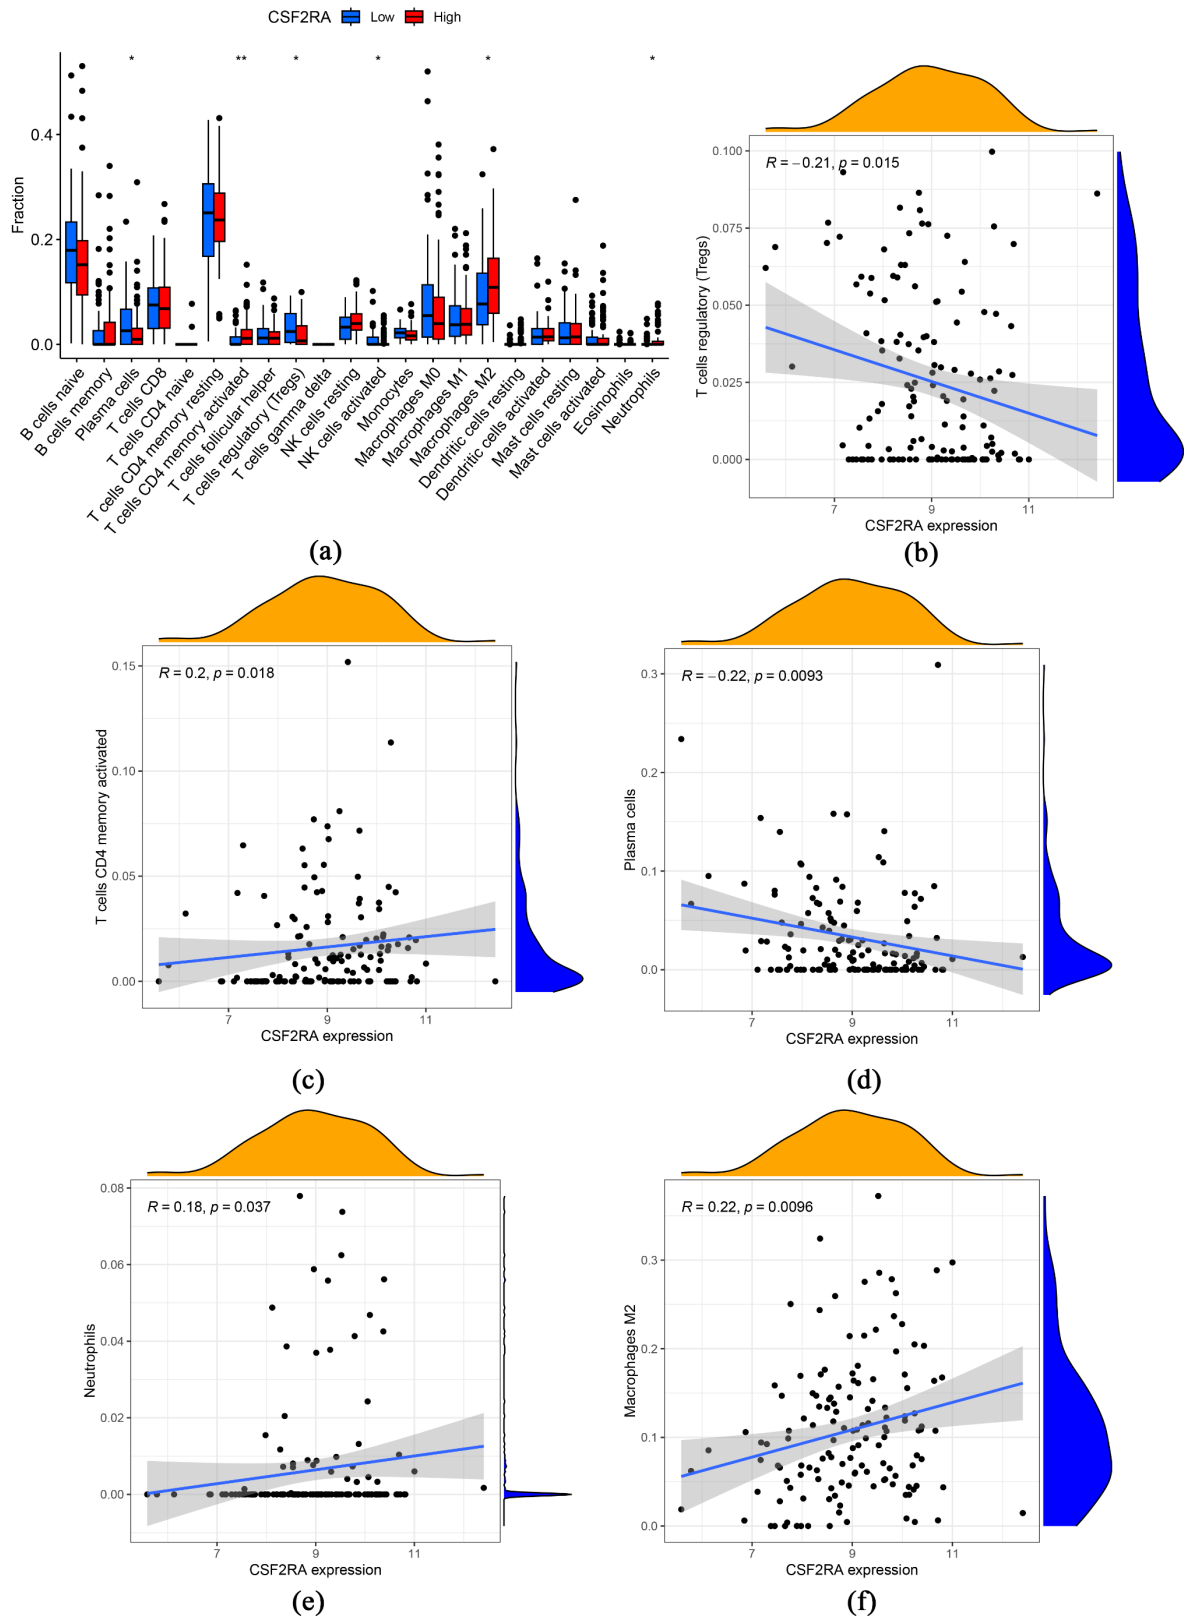 CSF2RA Low High
* ** * * * *
Fraction
0.4
0.2
0.0
B cells naive
B cells memory
Plasma cells
T cells CD8
T cells CD4 naive
T cells CD4 memory resting
T cells CD4 memory activated
T cells follicular helper
T cells regulatory (Tregs)
T cells gamma delta
NK cells resting
NK cells activated
Monocytes
Macrophages M0
Macrophages M1
Macrophages M2
Dendritic cells resting
Dendritic cells activated
Mast cells resting
Mast cells activated
Eosinophils
Neutrophils
(a)
R = −0.21, p = 0.015
T cells regulatory (Tregs)
0.100
0.075
0.050
0.025
0.000
7 9 11
CSF2RA expression
(b)
R = 0.2, p = 0.018
T cells CD4 memory activated
0.15
0.10
0.05
0.00
7 9 11
CSF2RA expression
(c)
R = −0.22, p = 0.0093
Plasma cells
0.3
0.2
0.1
0.0
7 9 11
CSF2RA expression
(d)
R = 0.18, p = 0.037
Neutrophils
0.08
0.06
0.04
0.02
0.00
7 9 11
CSF2RA expression
(e)
R = 0.22, p = 0.0096
Macrophages M2
0.3
0.2
0.1
0.0
7 9 11
CSF2RA expression
(f)